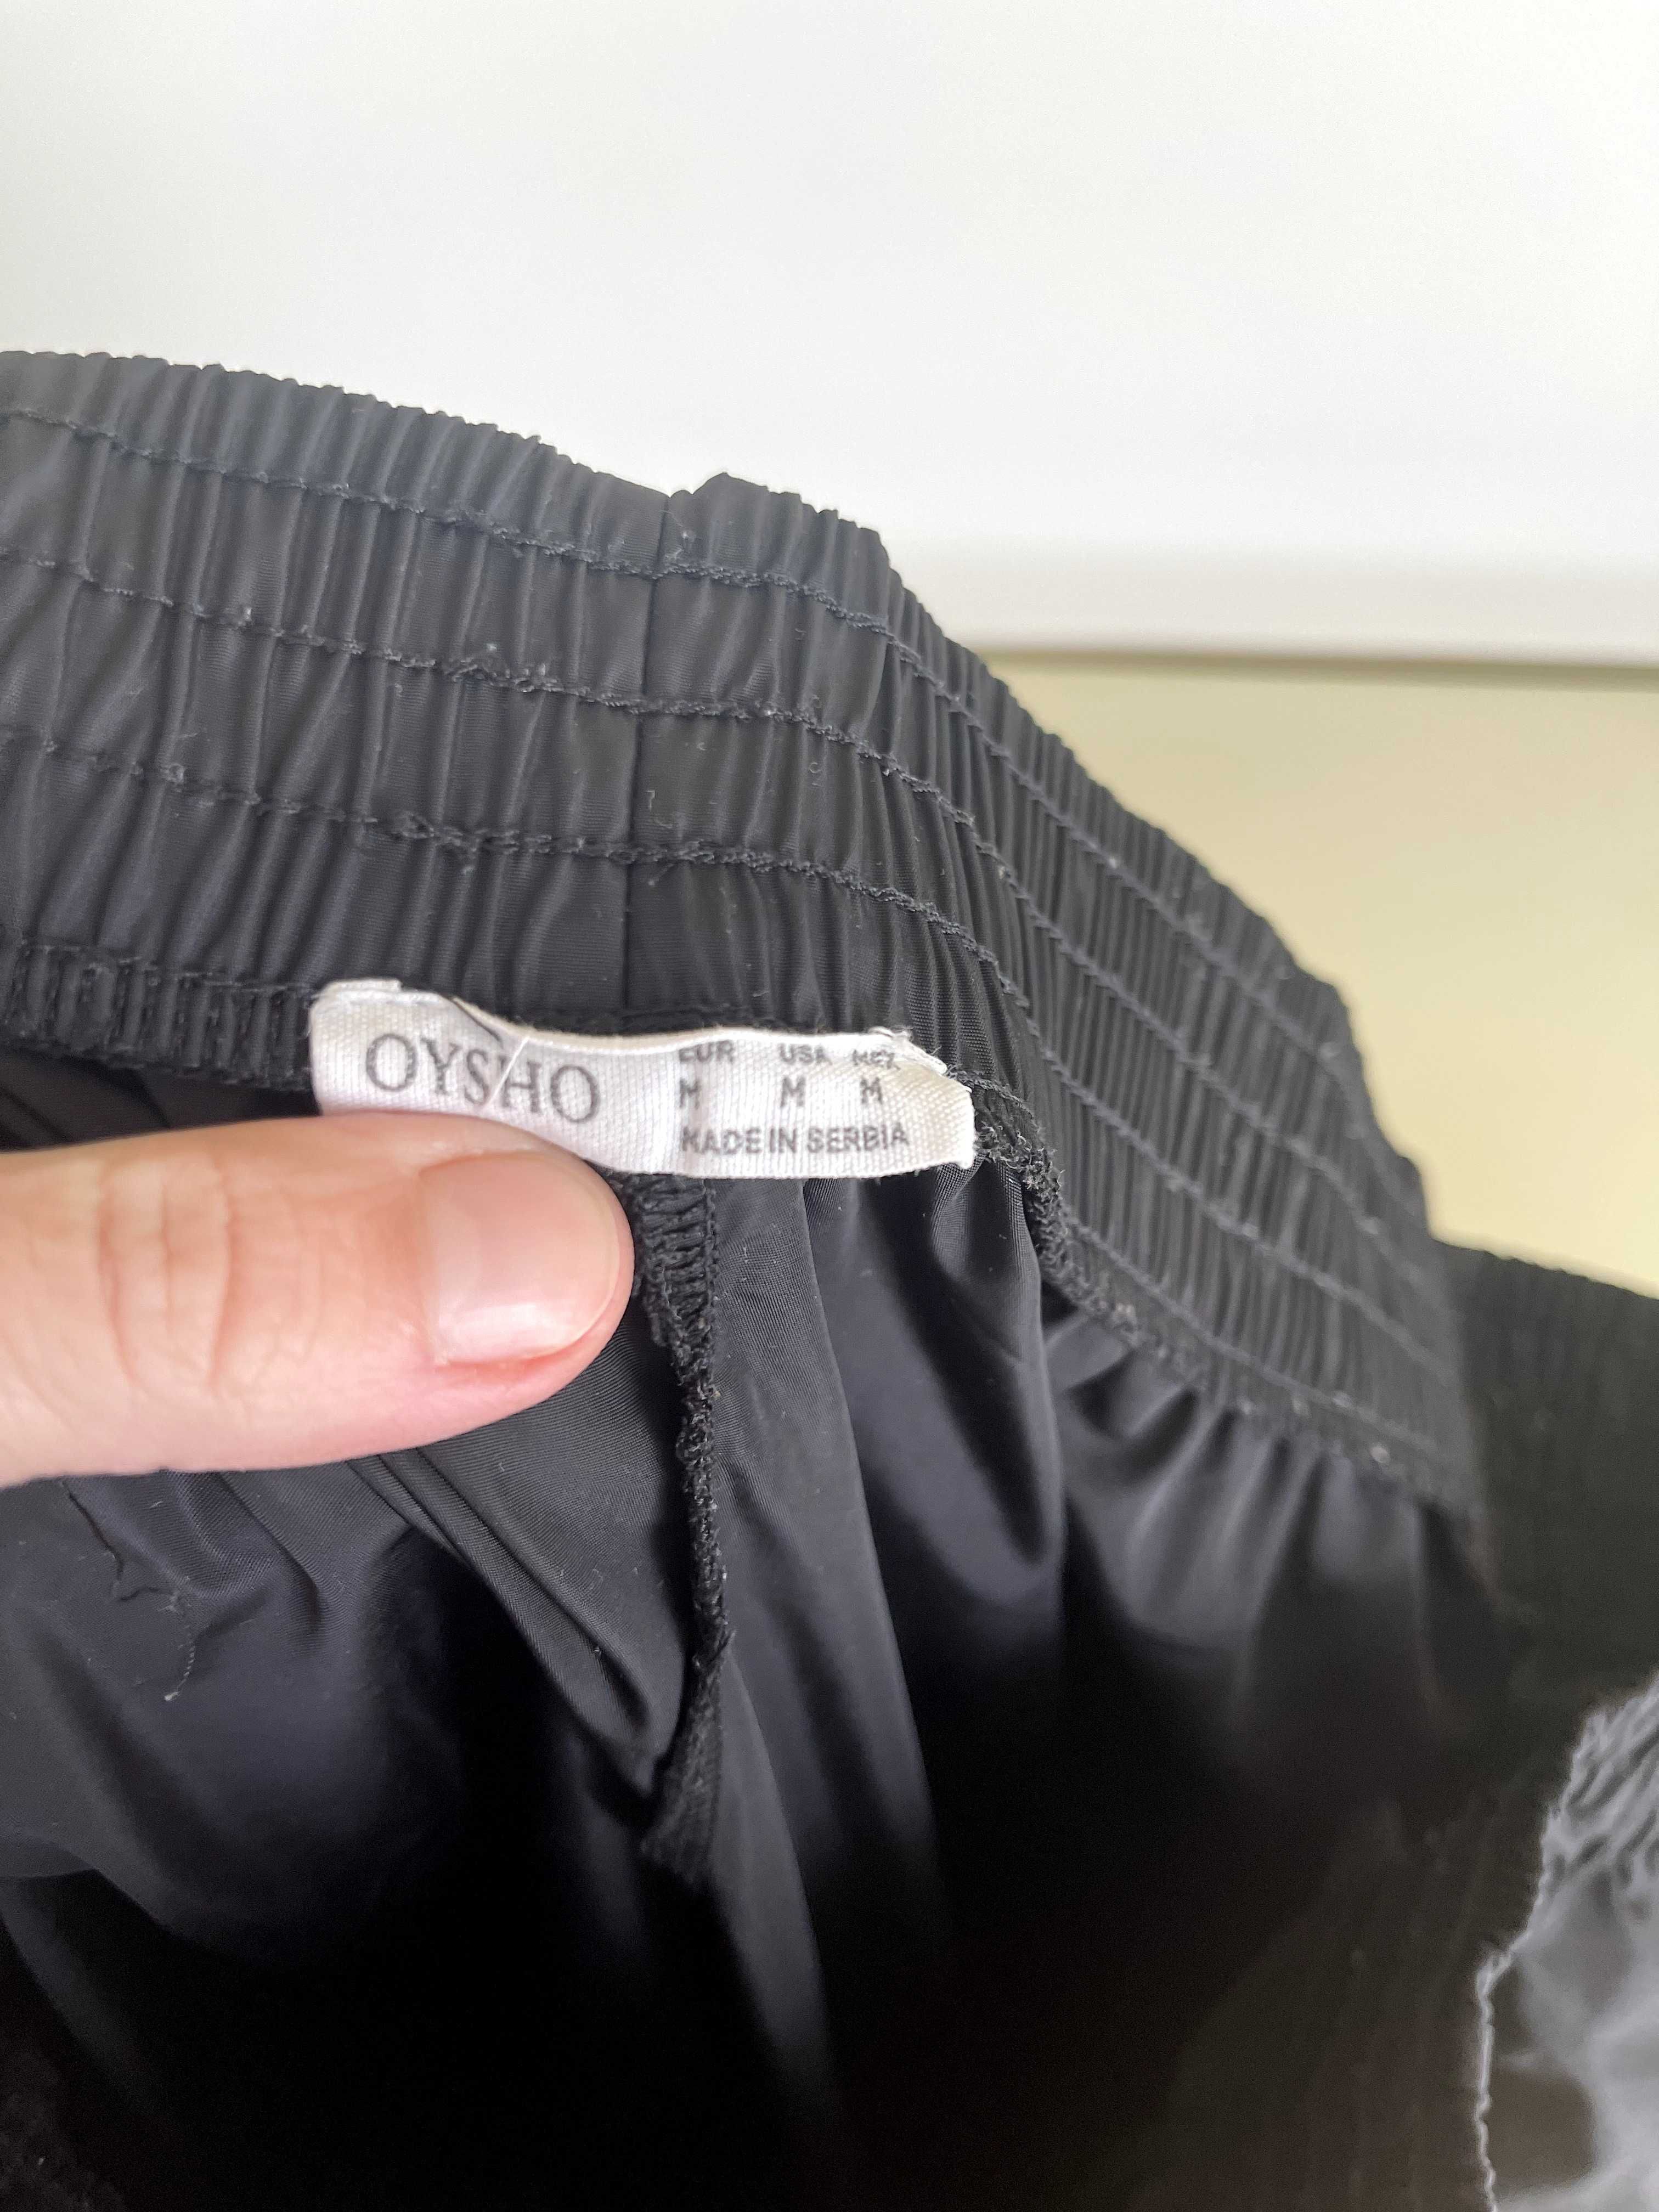 OYSHO
EUR USA MEX
M M M
MADE IN SERBIA